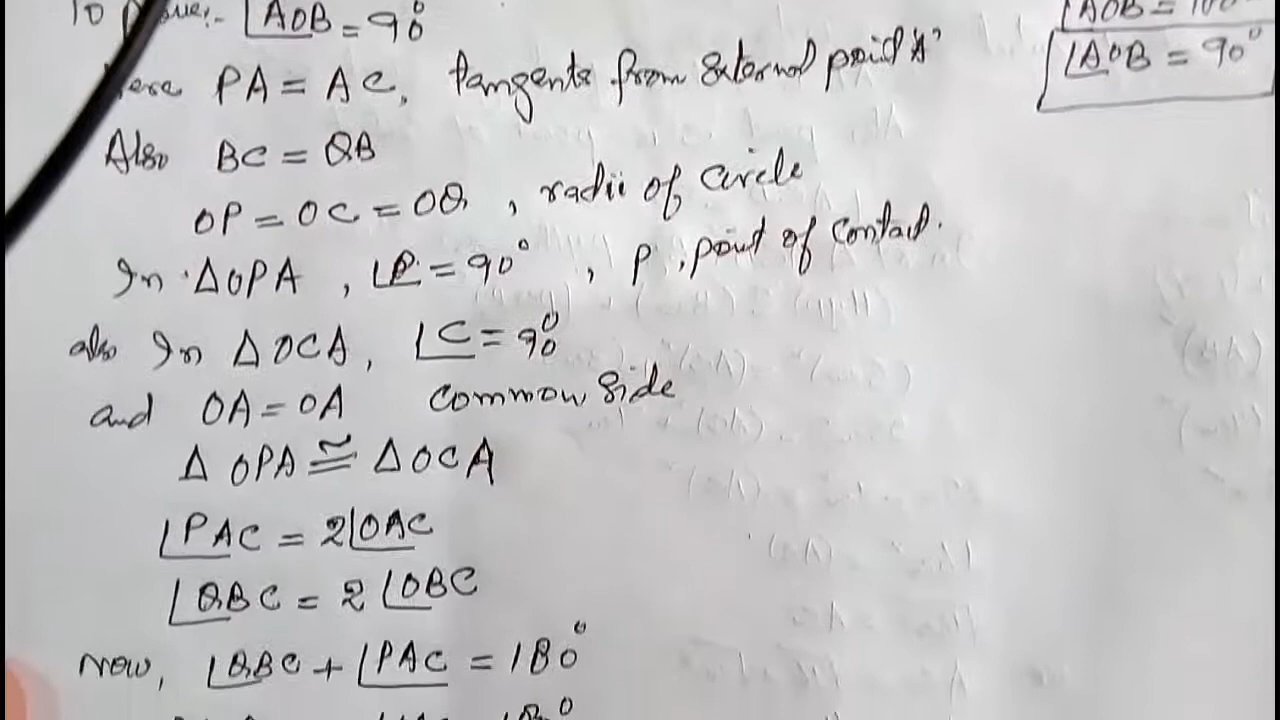 To prove:- ∠AOB = 90°
∠AOB = 90°
Here PA = AC, tangents from external point 'A'
Also BC = QB
OP = OC = OQ, radii of circle
In ΔOPA, ∠P = 90°, P, point of contact.
also In ΔOCA, ∠C = 90°
and OA = OA common side
Δ OPA ≅ ΔOCA
∠PAC = 2∠OAC
∠QBC = 2∠OBC
Now, ∠QBC + ∠PAC = 180°